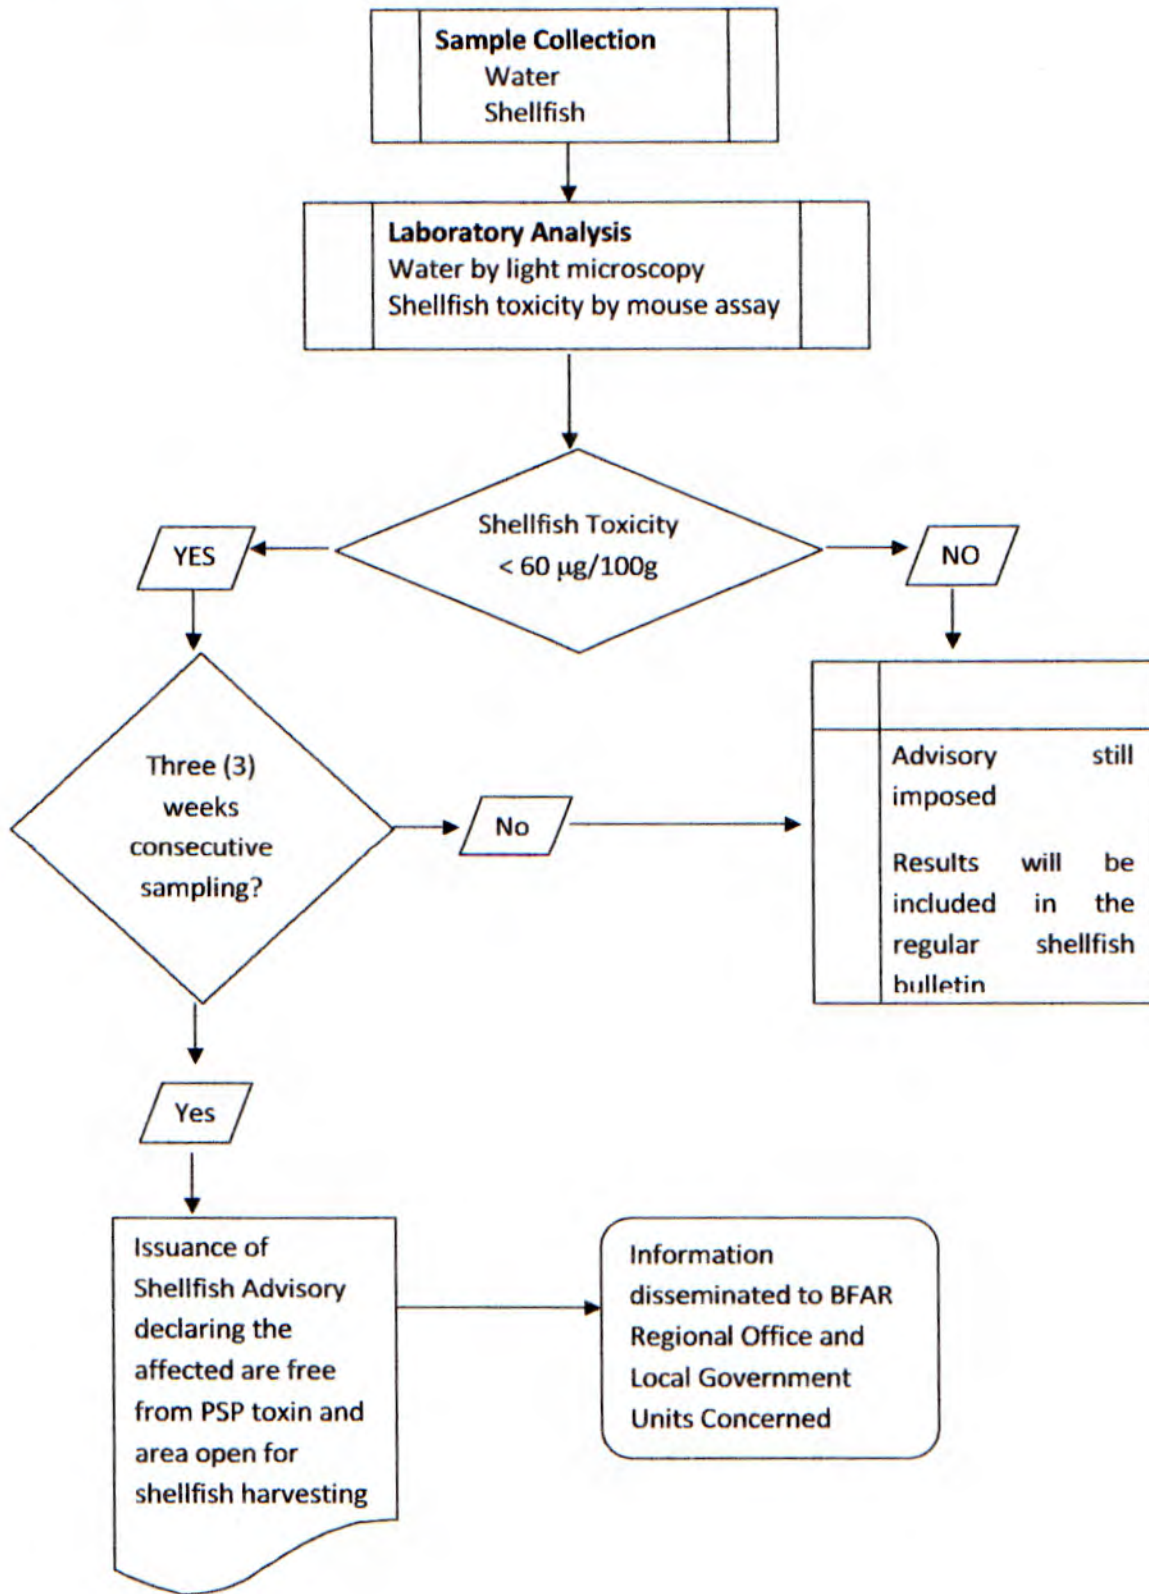 Sample Collection
Water
Shellfish
Laboratory Analysis
Water by light microscopy
Shellfish toxicity by mouse assay
Shellfish Toxicity
< 60 µg/100g
YES
NO
Three (3)
weeks
consecutive
sampling?
No
Advisory still
imposed
Results will be
included in the
regular shellfish
bulletin
Yes
Issuance of
Shellfish Advisory
declaring the
affected are free
from PSP toxin and
area open for
shellfish harvesting
Information
disseminated to BFAR
Regional Office and
Local Government
Units Concerned